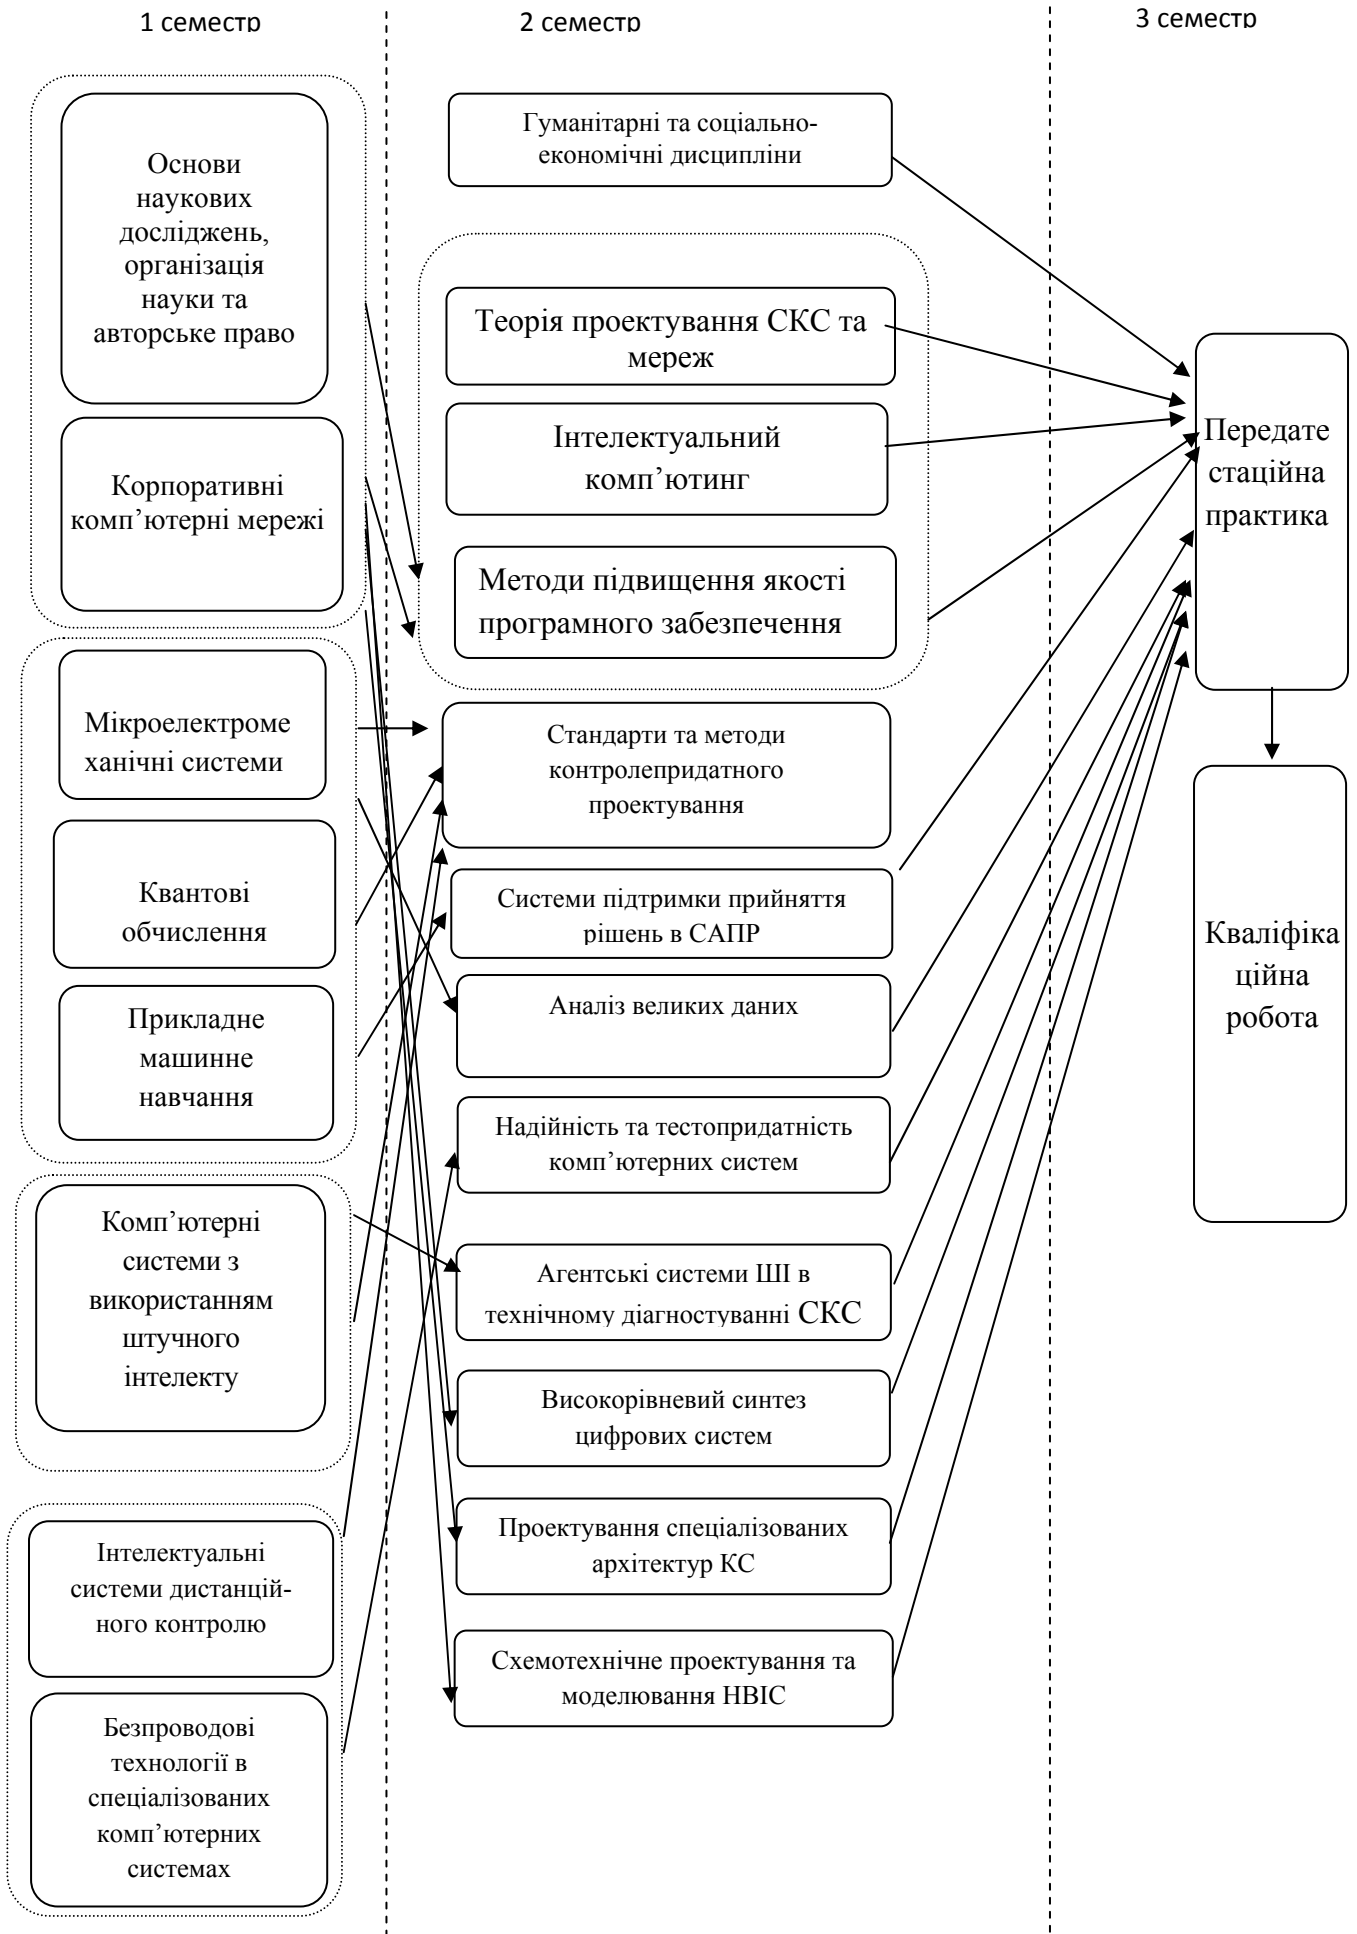 1 семестр
2 семестр
3 семестр
Основи
наукових
досліджень,
організація
науки та
авторське право
Корпоративні
комп’ютерні мережі
Мікроелектроме
ханічні системи
Квантові
обчислення
Прикладне
машинне
навчання
Комп’ютерні
системи з
використанням
штучного
інтелекту
Інтелектуальні
системи дистанцій-
ного контролю
Безпроводові
технології в
спеціалізованих
комп’ютерних
системах
Гуманітарні та соціально-
економічні дисципліни
Теорія проектування СКС та
мереж
Інтелектуальний
комп’ютинг
Методи підвищення якості
програмного забезпечення
Стандарти та методи
контролепридатного
проектування
Системи підтримки прийняття
рішень в САПР
Аналіз великих даних
Надійність та тестопридатність
комп’ютерних систем
Агентські системи ШІ в
технічному діагностуванні СКС
Високорівневий синтез
цифрових систем
Проектування спеціалізованих
архітектур КС
Схемотехнічне проектування та
моделювання НВІС
Передате
стаційна
практика
Кваліфіка
ційна
робота